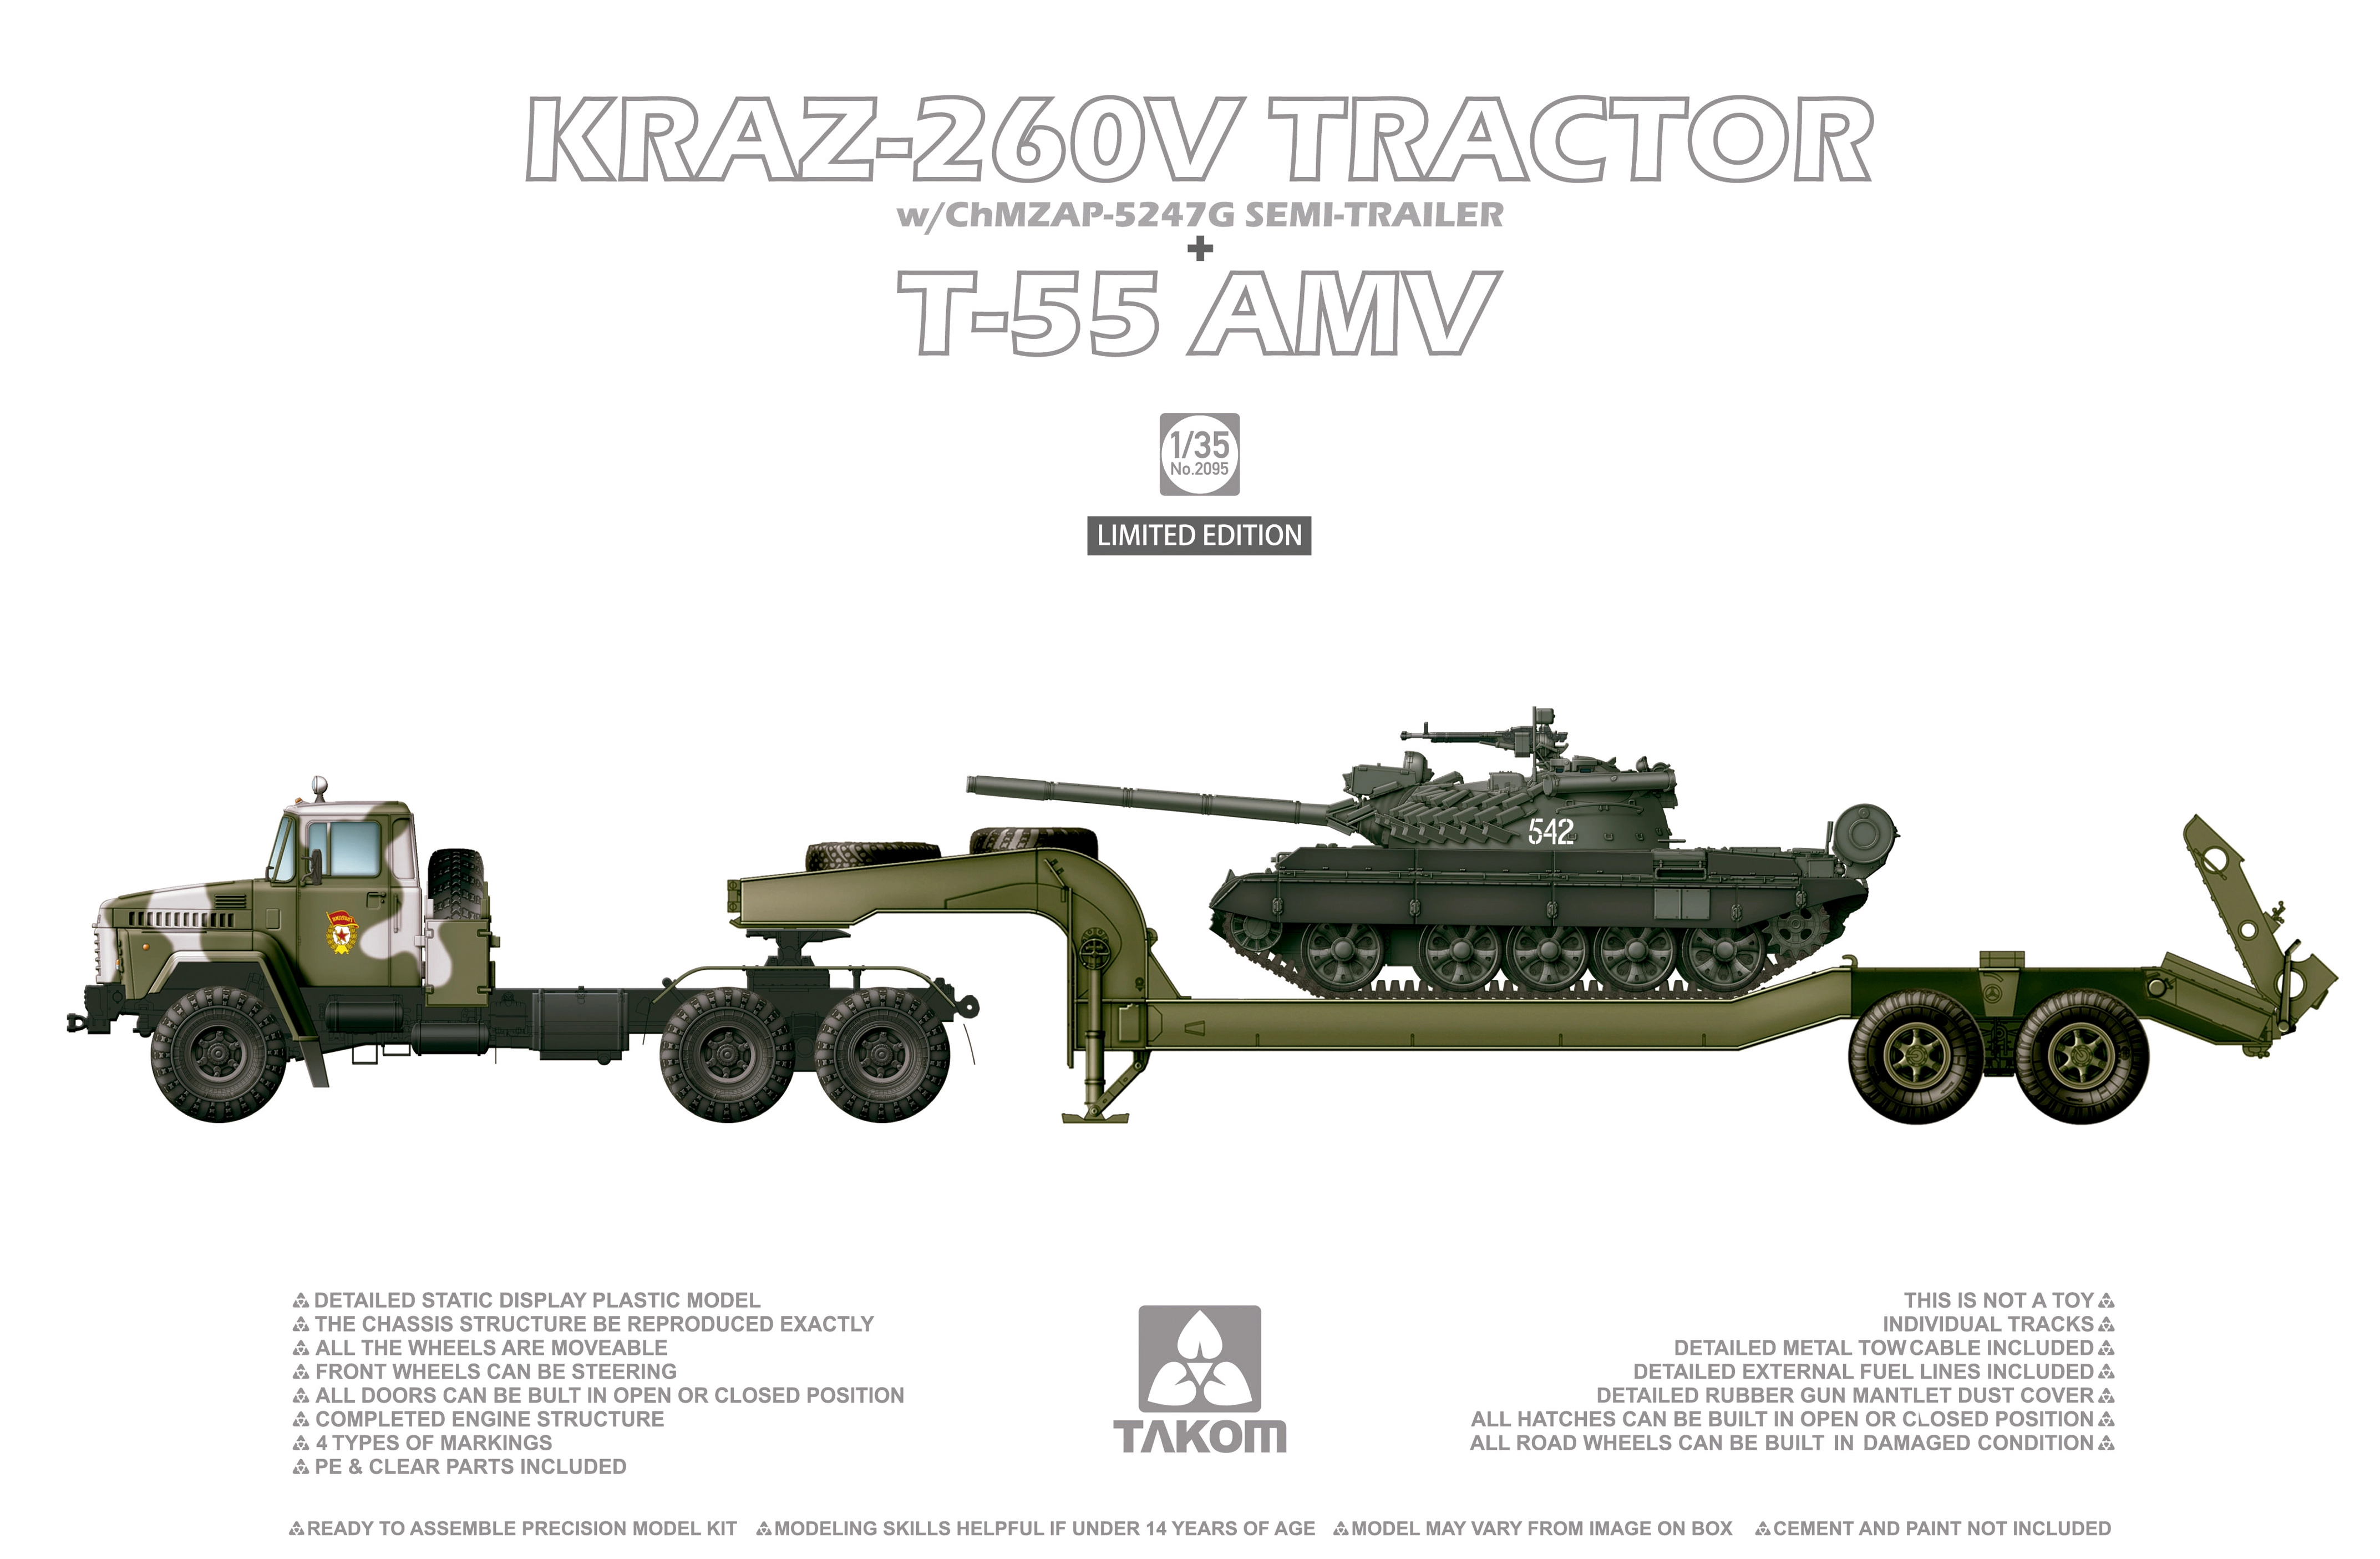 KRAZ-260V TRACTOR
w/ChMZAP-5247G SEMI-TRAILER
+
T-55 AMV
1/35
No.2095
LIMITED EDITION
542
DETAILED STATIC DISPLAY PLASTIC MODEL
THE CHASSIS STRUCTURE BE REPRODUCED EXACTLY
ALL THE WHEELS ARE MOVEABLE
FRONT WHEELS CAN BE STEERING
ALL DOORS CAN BE BULT IN OPEN OR CLOSED POSITION
COMPLETED ENGINE STRUCTURE
4 TYPES OF MARKINGS
PE & CLEAR PARTS INCLUDED
TAKOM
THIS IS NOT A TOY
INDIVIDUAL TRACKS
DETAILED METAL TOW CABLE INCLUDED
DETAILED EXTERNAL FUEL LINES INCLUDED
DETAILED RUBBER GUN MANTLET DUST COVER
ALL HATCHES CAN BE BUILT IN OPEN OR CLOSED POSITION
ALL ROAD WHEELS CAN BE BUILT IN DAMAGED CONDITION
READY TO ASSEMBLE PRECISION MODEL KIT MODELING SKILLS HELPFUL IF UNDER 14 YEARS OF AGE MODEL MAY VARY FROM IMAGE ON BOX CEMENT AND PAINT NOT INCLUDED